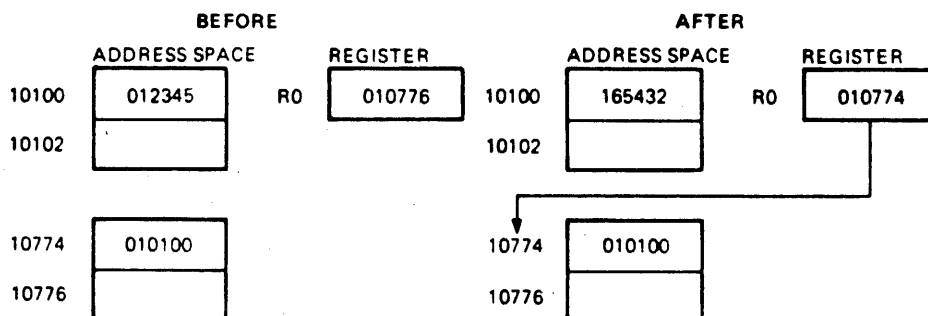 BEFORE AFTER
ADDRESS SPACE REGISTER ADDRESS SPACE REGISTER
10100 012345 R0 010776 10100 165432 R0 010774
10102 10102
10774 010100 10774 010100
10776 10776